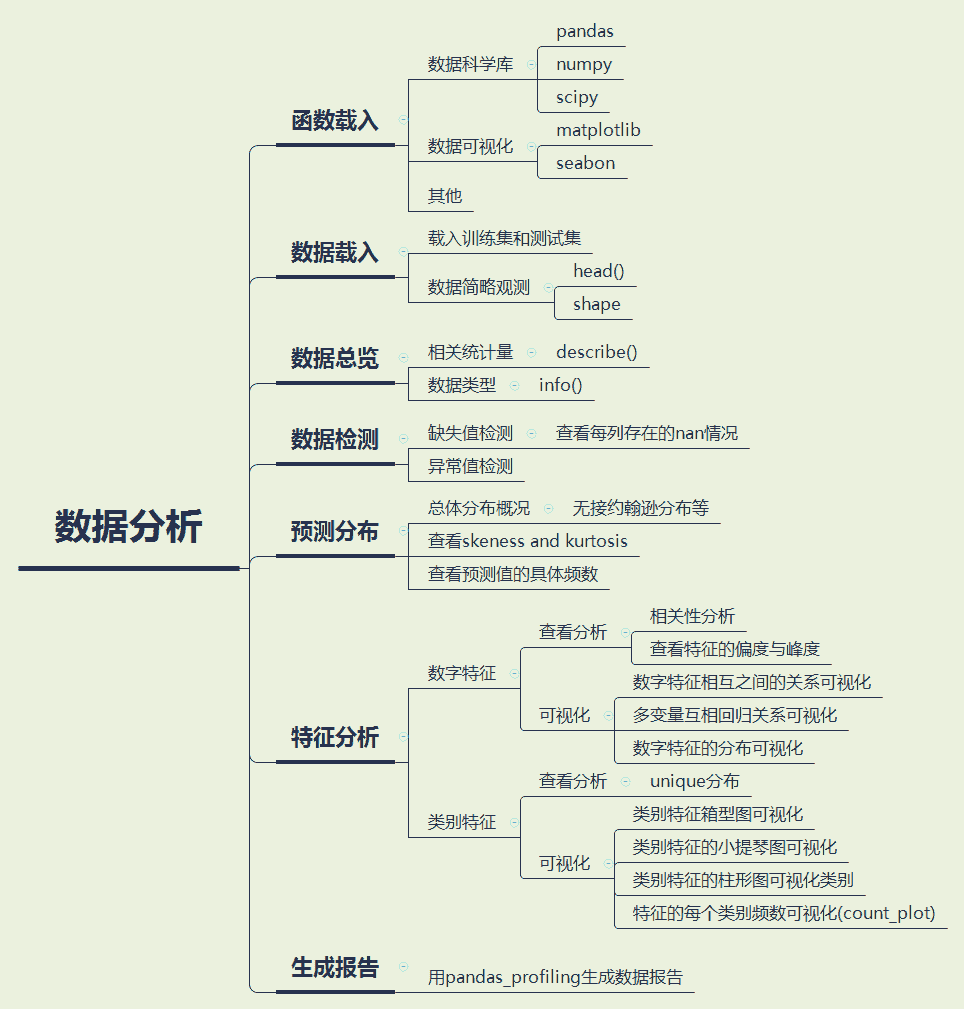 数据分析
函数载入
数据科学库
pandas
numpy
scipy
数据可视化
matplotlib
seabon
其他
数据载入
载入训练集和测试集
数据简略观测
head()
shape
数据总览
相关统计量
describe()
数据类型
info()
数据检测
缺失值检测
查看每列存在的nan情况
异常值检测
预测分布
总体分布概况
无接约翰逊分布等
查看skeness and kurtosis
查看预测值的具体频数
特征分析
数字特征
查看分析
相关性分析
查看特征的偏度与峰度
可视化
数字特征相互之间的关系可视化
多变量互相回归关系可视化
数字特征的分布可视化
类别特征
查看分析
unique分布
可视化
类别特征箱型图可视化
类别特征的小提琴图可视化
类别特征的柱形图可视化类别
特征的每个类别频数可视化(count_plot)
生成报告
用pandas_profiling生成数据报告